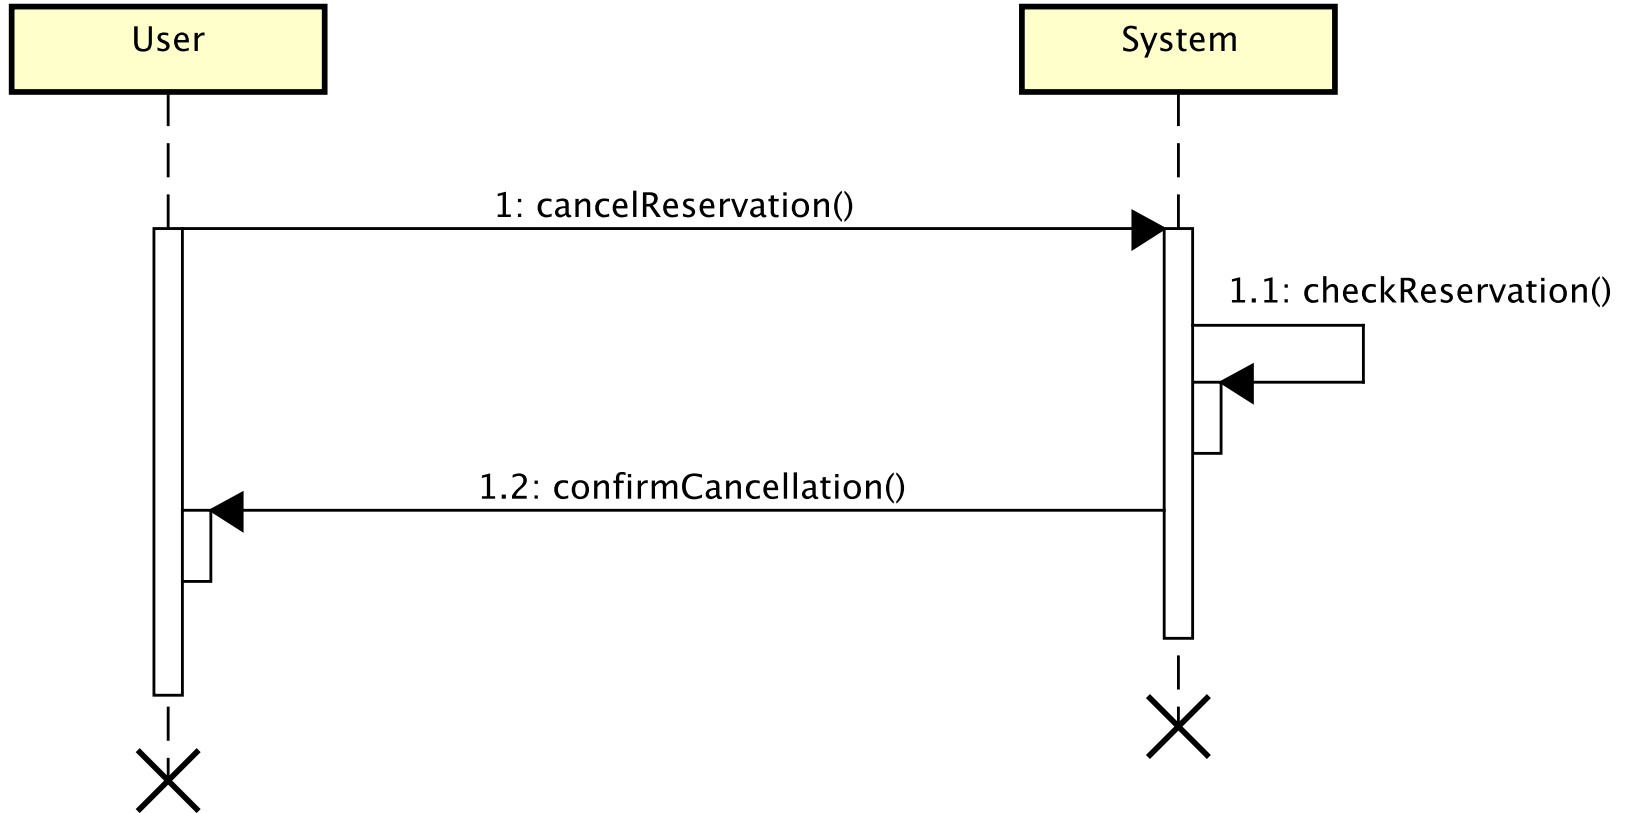 User
System
1: cancelReservation()
1.1: checkReservation()
1.2: confirmCancellation()